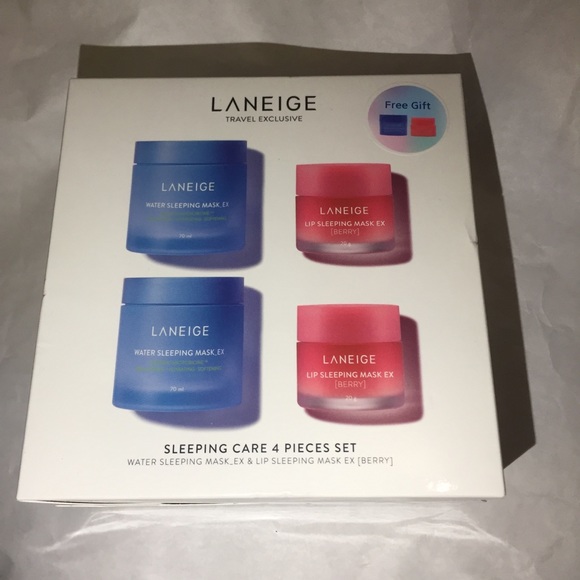 LANEIGE
TRAVEL EXCLUSIVE
Free Gift
LANEIGE
WATER SLEEPING MASK_EX
70 ml
LANEIGE
LIP SLEEPING MASK EX
[BERRY]
20 g
LANEIGE
WATER SLEEPING MASK_EX
70 ml
LANEIGE
LIP SLEEPING MASK EX
[BERRY]
20 g
SLEEPING CARE 4 PIECES SET
WATER SLEEPING MASK_EX & LIP SLEEPING MASK EX [BERRY]